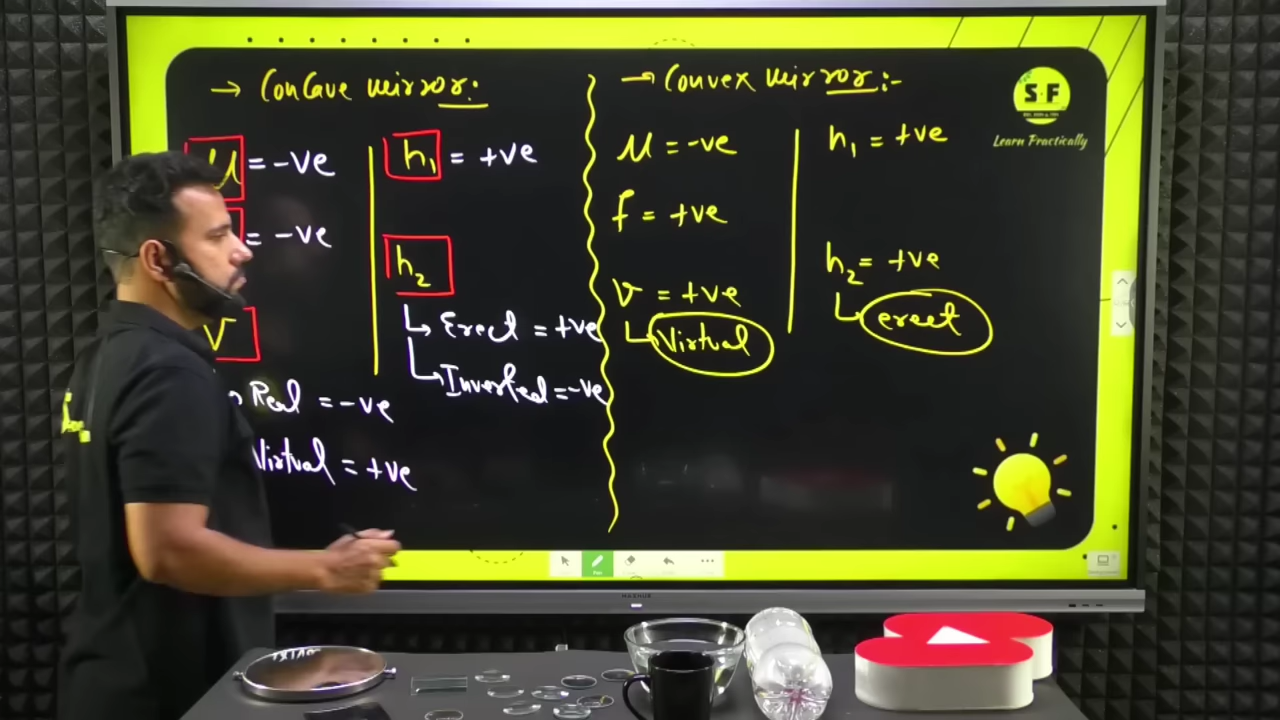 → Concave mirror:
u = -ve
= -ve
v
Real = -ve
Virtual = +ve
h₁ = +ve
h₂
↳ Erect = +ve
↳ Inverted = -ve
→ Convex mirror :-
u = -ve
f = +ve
v = +ve
↳ Virtual
h₁ = +ve
h₂ = +ve
↳ erect
S·F
Learn Practically